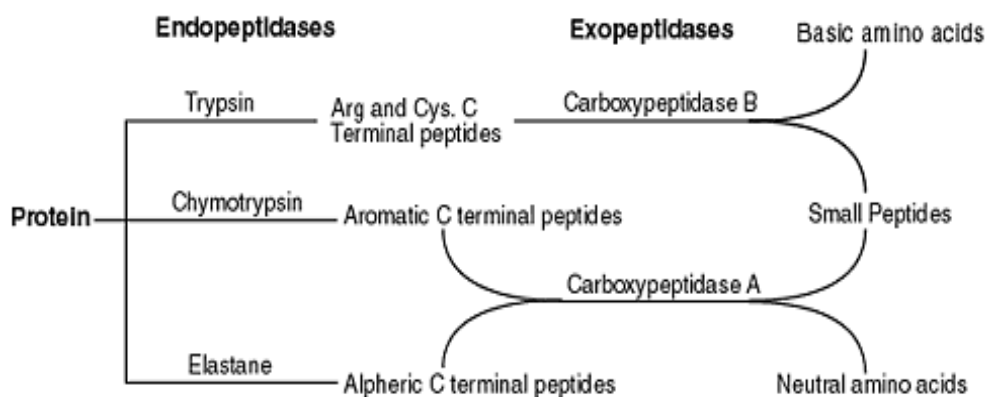 Endopeptidases
Exopeptidases
Basic amino acids
Trypsin
Arg and Cys. C
Terminal peptides
Carboxypeptidase B
Protein
Chymotrypsin
Aromatic C terminal peptides
Small Peptides
Carboxypeptidase A
Elastane
Alpheric C terminal peptides
Neutral amino acids